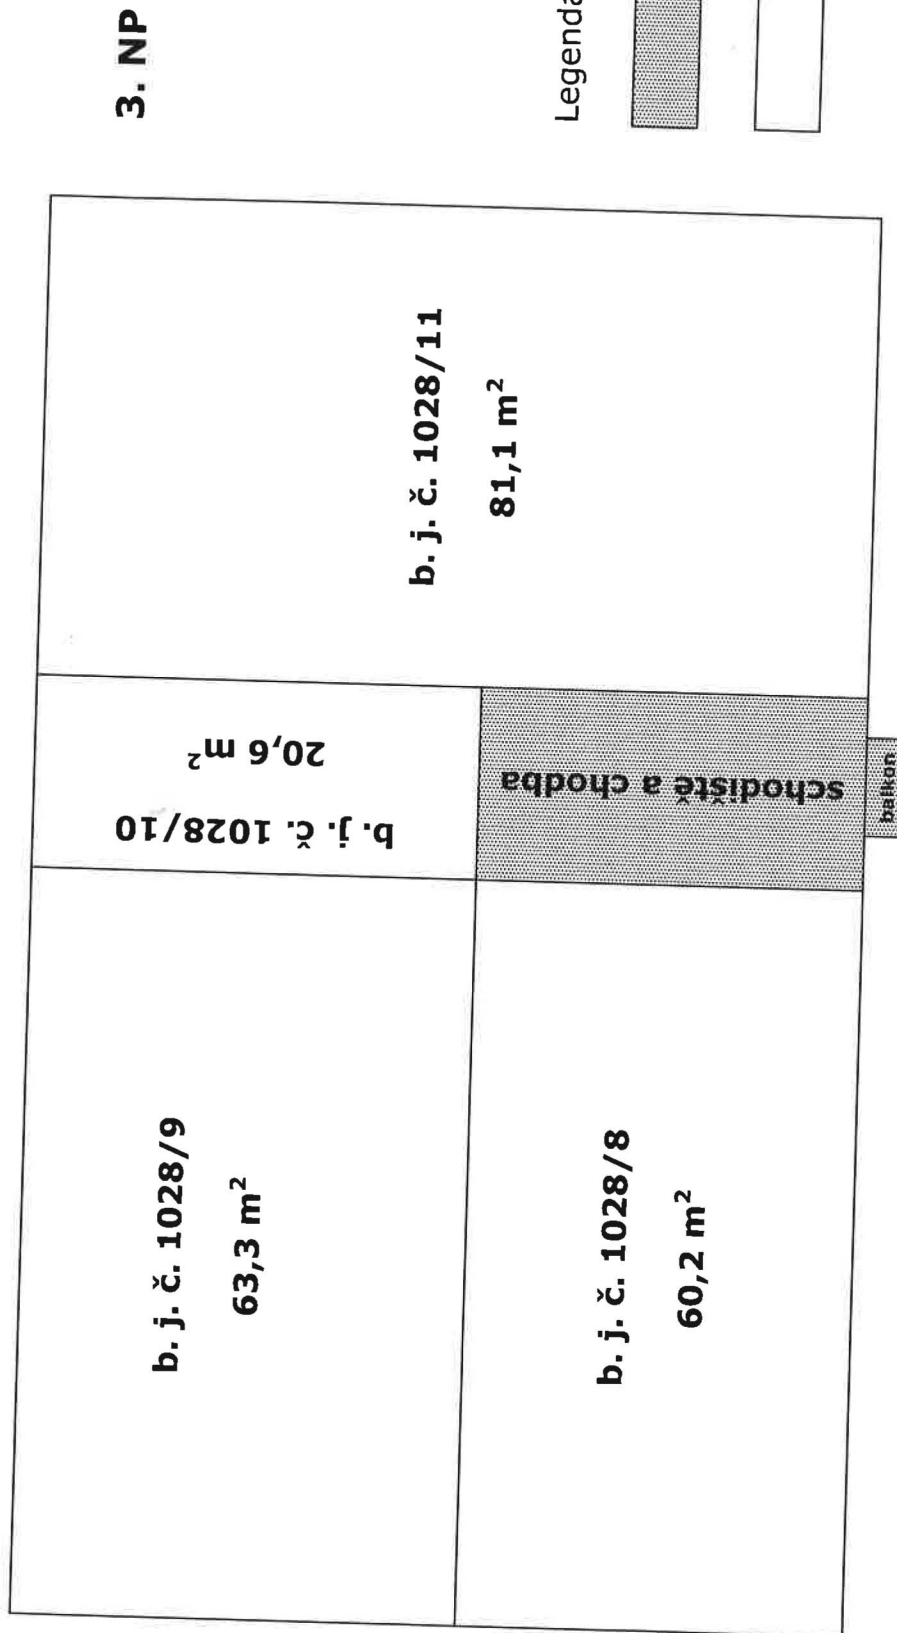 3. NP
b. j. č. 1028/9
63,3 m²
b. j. č. 1028/10
20,6 m²
b. j. č. 1028/11
81,1 m²
b. j. č. 1028/8
60,2 m²
schodiště a chodba
balkon
Legenda